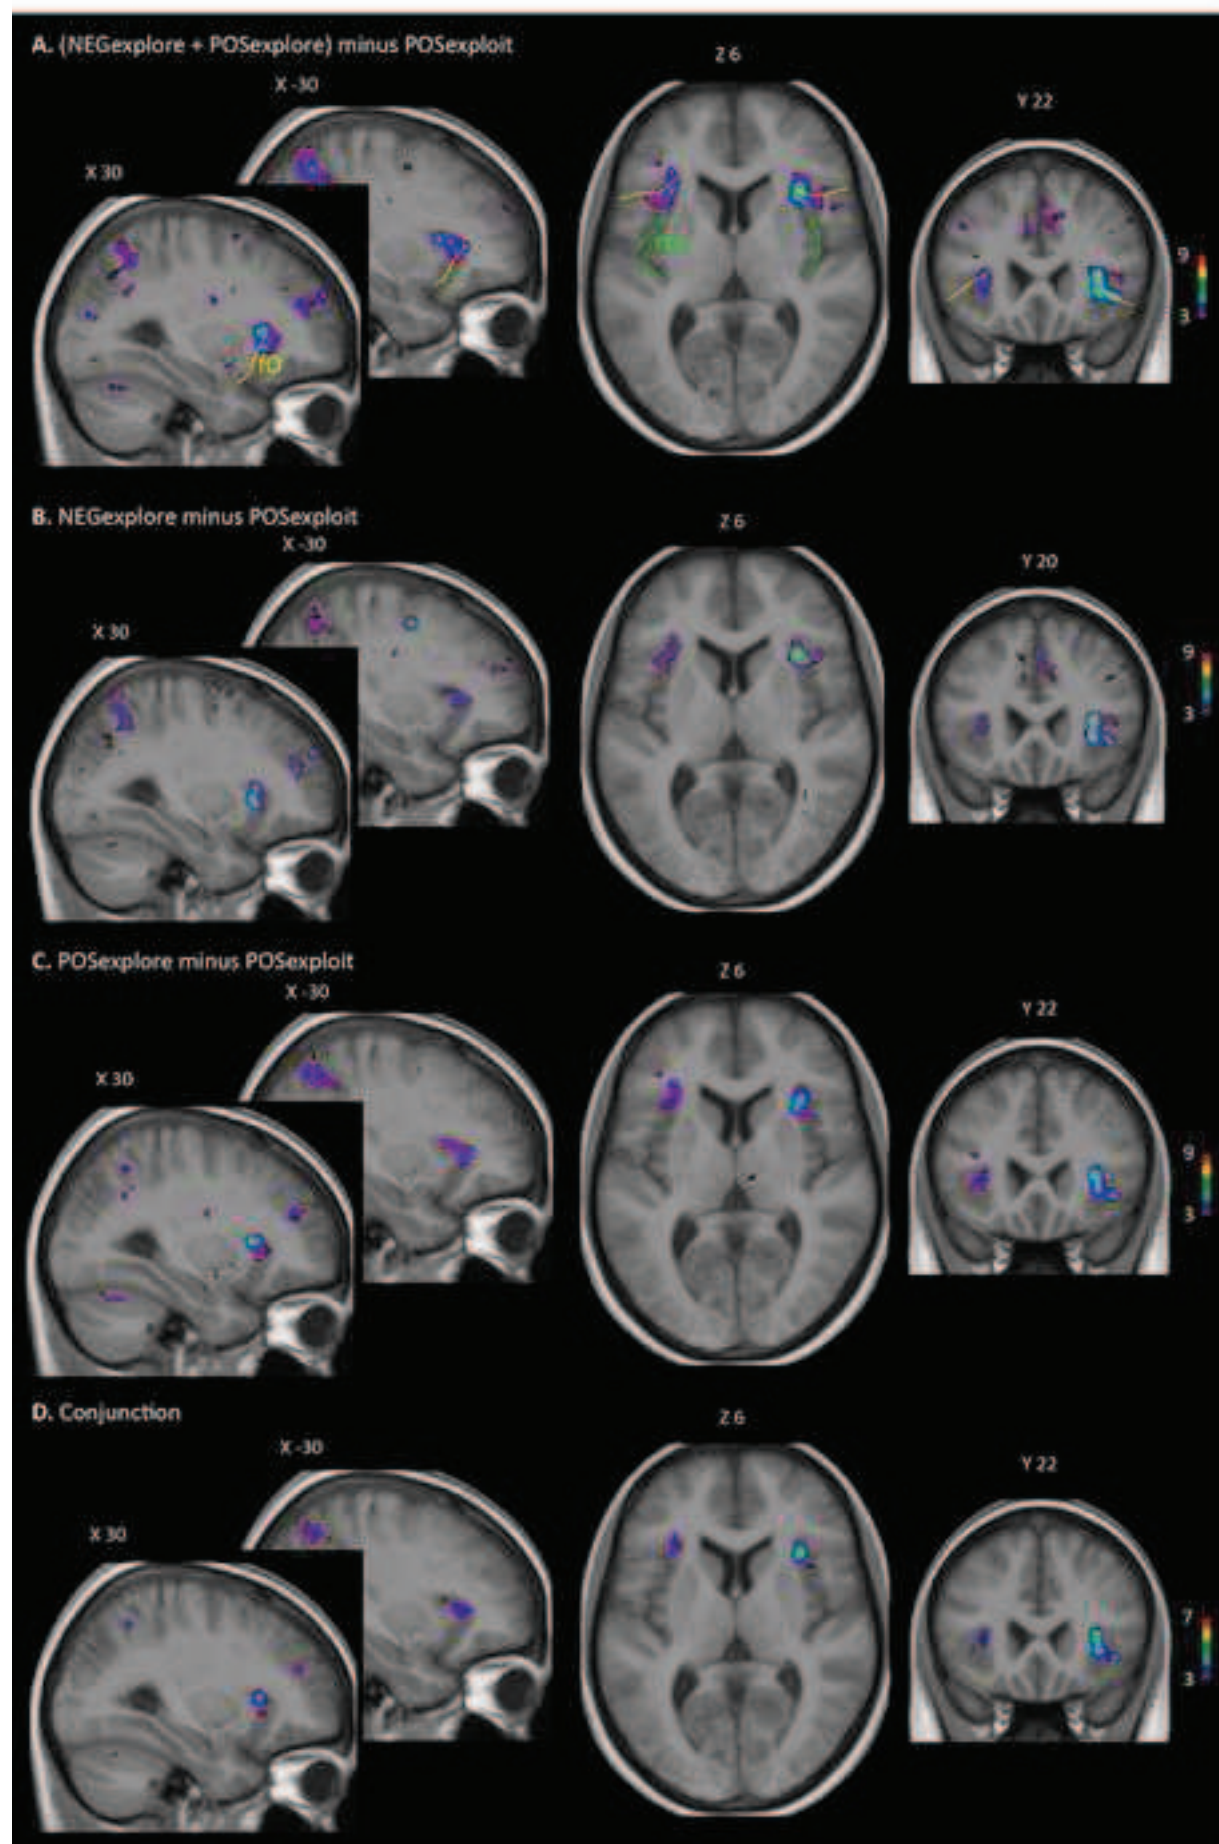 A. (NEGexplore + POSexplore) minus POSexploit
X -30
Z 6
Y 22
X 30
9
3
fO
B. NEGexplore minus POSexploit
X -30
Z 6
Y 20
X 30
9
3
C. POSexplore minus POSexploit
X -30
Z 6
Y 22
X 30
9
3
D. Conjunction
X -30
Z 6
Y 22
X 30
7
3